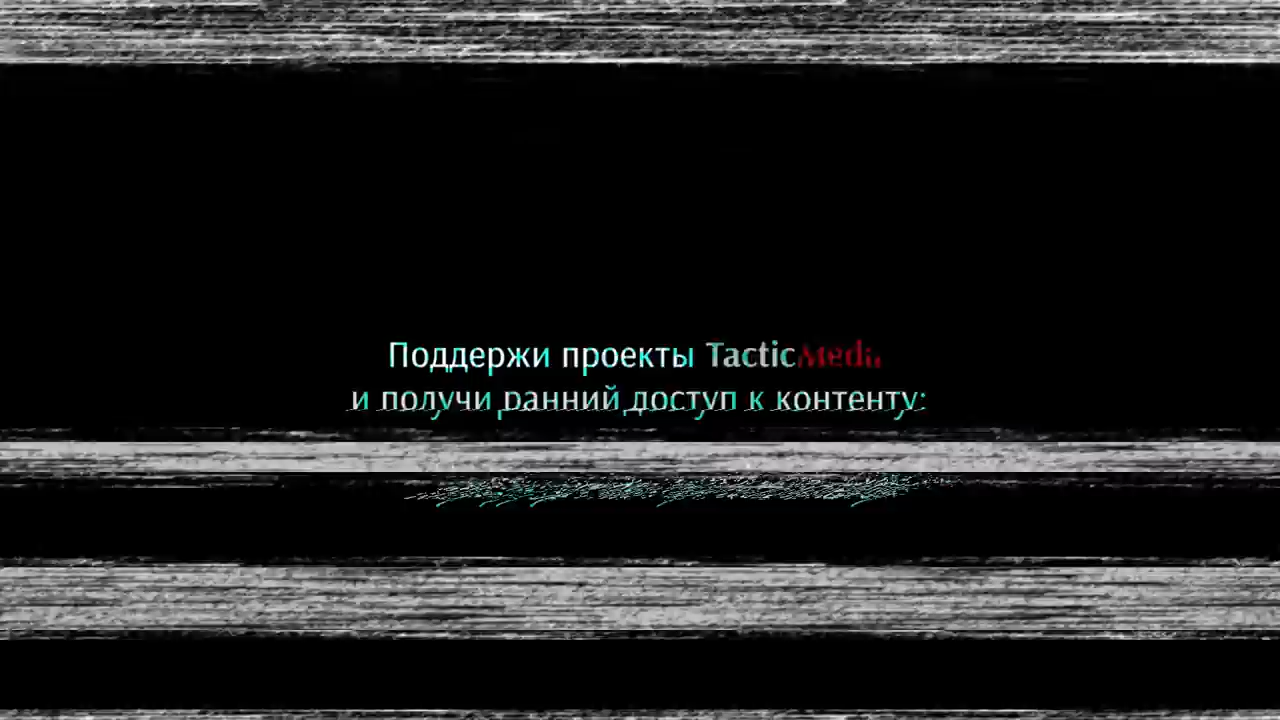 Поддержи проекты TacticMedia
и получи ранний доступ к контенту: